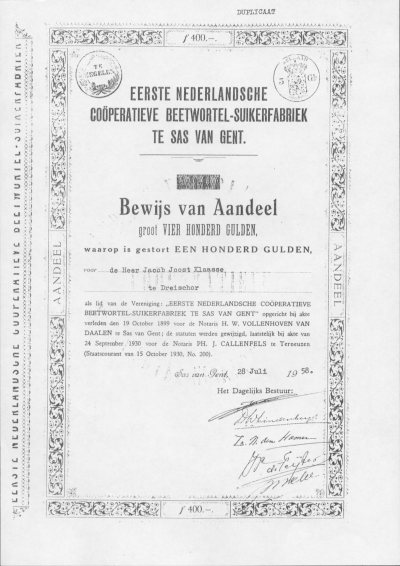 DUPLICAAT
ƒ 400.–.
TE
ZEGELEN
EERSTE NEDERLANDSCHE
COÖPERATIEVE BEETWORTEL-SUIKERFABRIEK
TE SAS VAN GENT.
Bewijs van Aandeel
groot VIER HONDERD GULDEN,
waarop is gestort EEN HONDERD GULDEN,
voor de Heer Jacob Joost Klaasse,
te Dreischor
als lid van de Vereniging: „EERSTE NEDERLANDSCHE COÖPERATIEVE
BEETWORTEL-SUIKERFABRIEK TE SAS VAN GENT" opgericht bij akte
verleden den 19 October 1899 voor de Notaris H. W. VOLLENHOVEN VAN
DAALEN te Sas van Gent; de statuten werden gewijzigd, laatstelijk bij akte van
24 September 1930 voor de Notaris PH. J. CALLENFELS te Terneuzen
(Staatscourant van 15 October 1930, No. 200).
Sas van Gent, 28 Juli 1958.
Het Dagelijks Bestuur:
AANDEEL
AANDEEL
EERSTE NEDERLANDSCHE COÖPERATIEVE BEETWORTEL-SUIKERFABRIEK
ƒ 400.–.